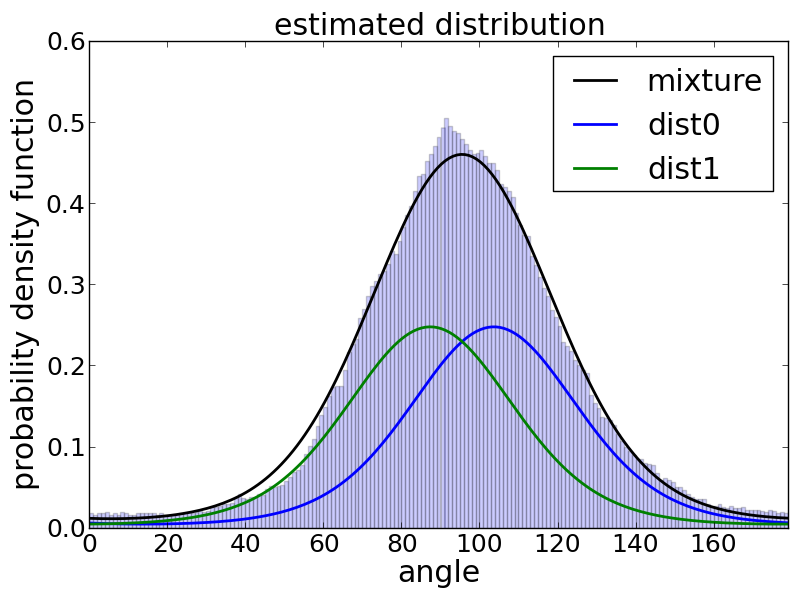 estimated distribution
probability density function
0.6
0.5
0.4
0.3
0.2
0.1
0.0
mixture
dist0
dist1
0 20 40 60 80 100 120 140 160
angle